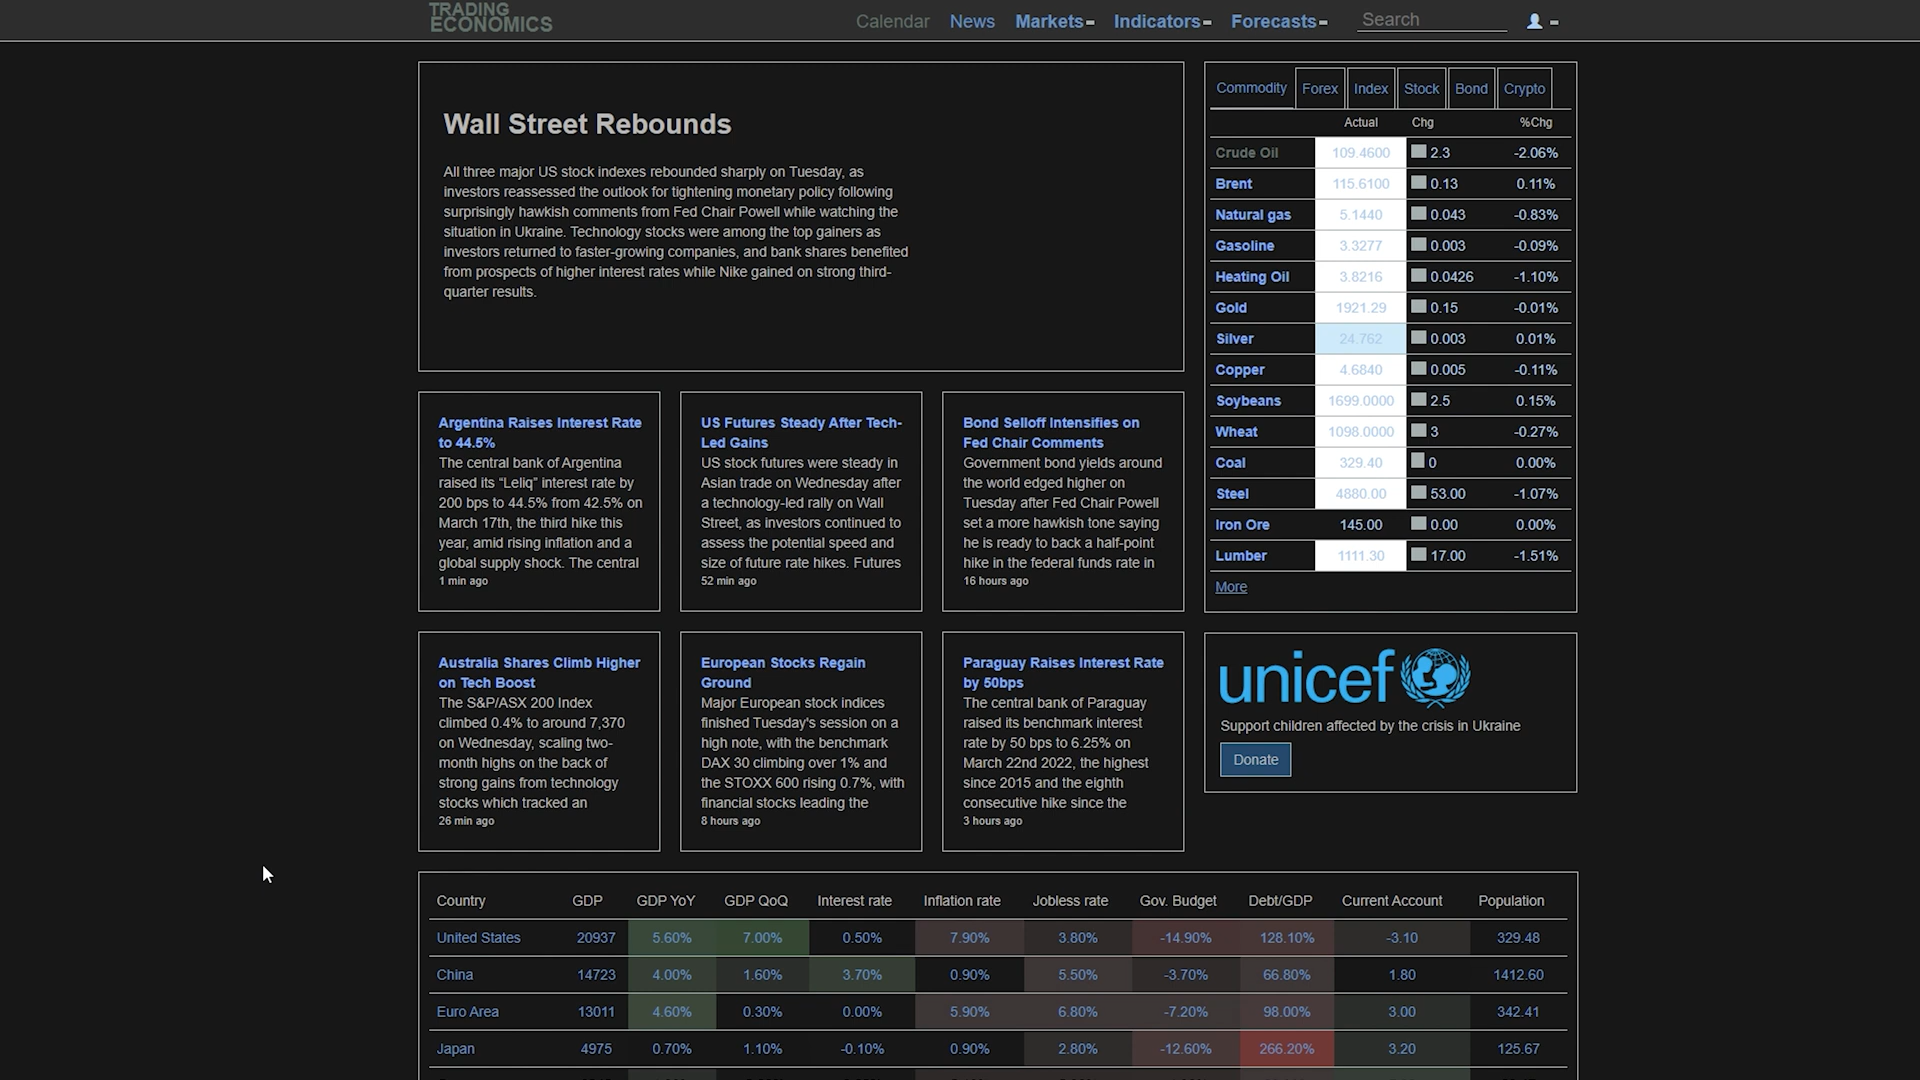 TRADING
ECONOMICS
Calendar News Markets Indicators Forecasts Search
Wall Street Rebounds
All three major US stock indexes rebounded sharply on Tuesday, as
investors reassessed the outlook for tightening monetary policy following
surprisingly hawkish comments from Fed Chair Powell while watching the
situation in Ukraine. Technology stocks were among the top gainers as
investors returned to faster-growing companies, and bank shares benefited
from prospects of higher interest rates while Nike gained on strong third-
quarter results.
Commodity Forex Index Stock Bond Crypto
Actual Chg %Chg
Crude Oil 109.4600 2.3 -2.06%
Brent 115.6100 0.13 0.11%
Natural gas 5.1440 0.043 -0.83%
Gasoline 3.3277 0.003 -0.09%
Heating Oil 3.8216 0.0426 -1.10%
Gold 1921.29 0.15 -0.01%
Silver 24.762 0.003 0.01%
Copper 4.6840 0.005 -0.11%
Soybeans 1699.0000 2.5 0.15%
Wheat 1098.0000 3 -0.27%
Coal 329.40 0 0.00%
Steel 4880.00 53.00 -1.07%
Iron Ore 145.00 0.00 0.00%
Lumber 1111.30 17.00 -1.51%
More
Argentina Raises Interest Rate
to 44.5%
The central bank of Argentina
raised its “Leliq” interest rate by
200 bps to 44.5% from 42.5% on
March 17th, the third hike this
year, amid rising inflation and a
global supply shock. The central
1 min ago
US Futures Steady After Tech-
Led Gains
US stock futures were steady in
Asian trade on Wednesday after
a technology-led rally on Wall
Street, as investors continued to
assess the potential speed and
size of future rate hikes. Futures
52 min ago
Bond Selloff Intensifies on
Fed Chair Comments
Government bond yields around
the world edged higher on
Tuesday after Fed Chair Powell
set a more hawkish tone saying
he is ready to back a half-point
hike in the federal funds rate in
16 hours ago
Australia Shares Climb Higher
on Tech Boost
The S&P/ASX 200 Index
climbed 0.4% to around 7,370
on Wednesday, scaling two-
month highs on the back of
strong gains from technology
stocks which tracked an
26 min ago
European Stocks Regain
Ground
Major European stock indices
finished Tuesday's session on a
high note, with the benchmark
DAX 30 climbing over 1% and
the STOXX 600 rising 0.7%, with
financial stocks leading the
8 hours ago
Paraguay Raises Interest Rate
by 50bps
The central bank of Paraguay
raised its benchmark interest
rate by 50 bps to 6.25% on
March 22nd 2022, the highest
since 2015 and the eighth
consecutive hike since the
3 hours ago
unicef
Support children affected by the crisis in Ukraine
Donate
Country GDP GDP YoY GDP QoQ Interest rate Inflation rate Jobless rate Gov. Budget Debt/GDP Current Account Population
United States 20937 5.60% 7.00% 0.50% 7.90% 3.80% -14.90% 128.10% -3.10 329.48
China 14723 4.00% 1.60% 3.70% 0.90% 5.50% -3.70% 66.80% 1.80 1412.60
Euro Area 13011 4.60% 0.30% 0.00% 5.90% 6.80% -7.20% 98.00% 3.00 342.41
Japan 4975 0.70% 1.10% -0.10% 0.90% 2.80% -12.60% 266.20% 3.20 125.67